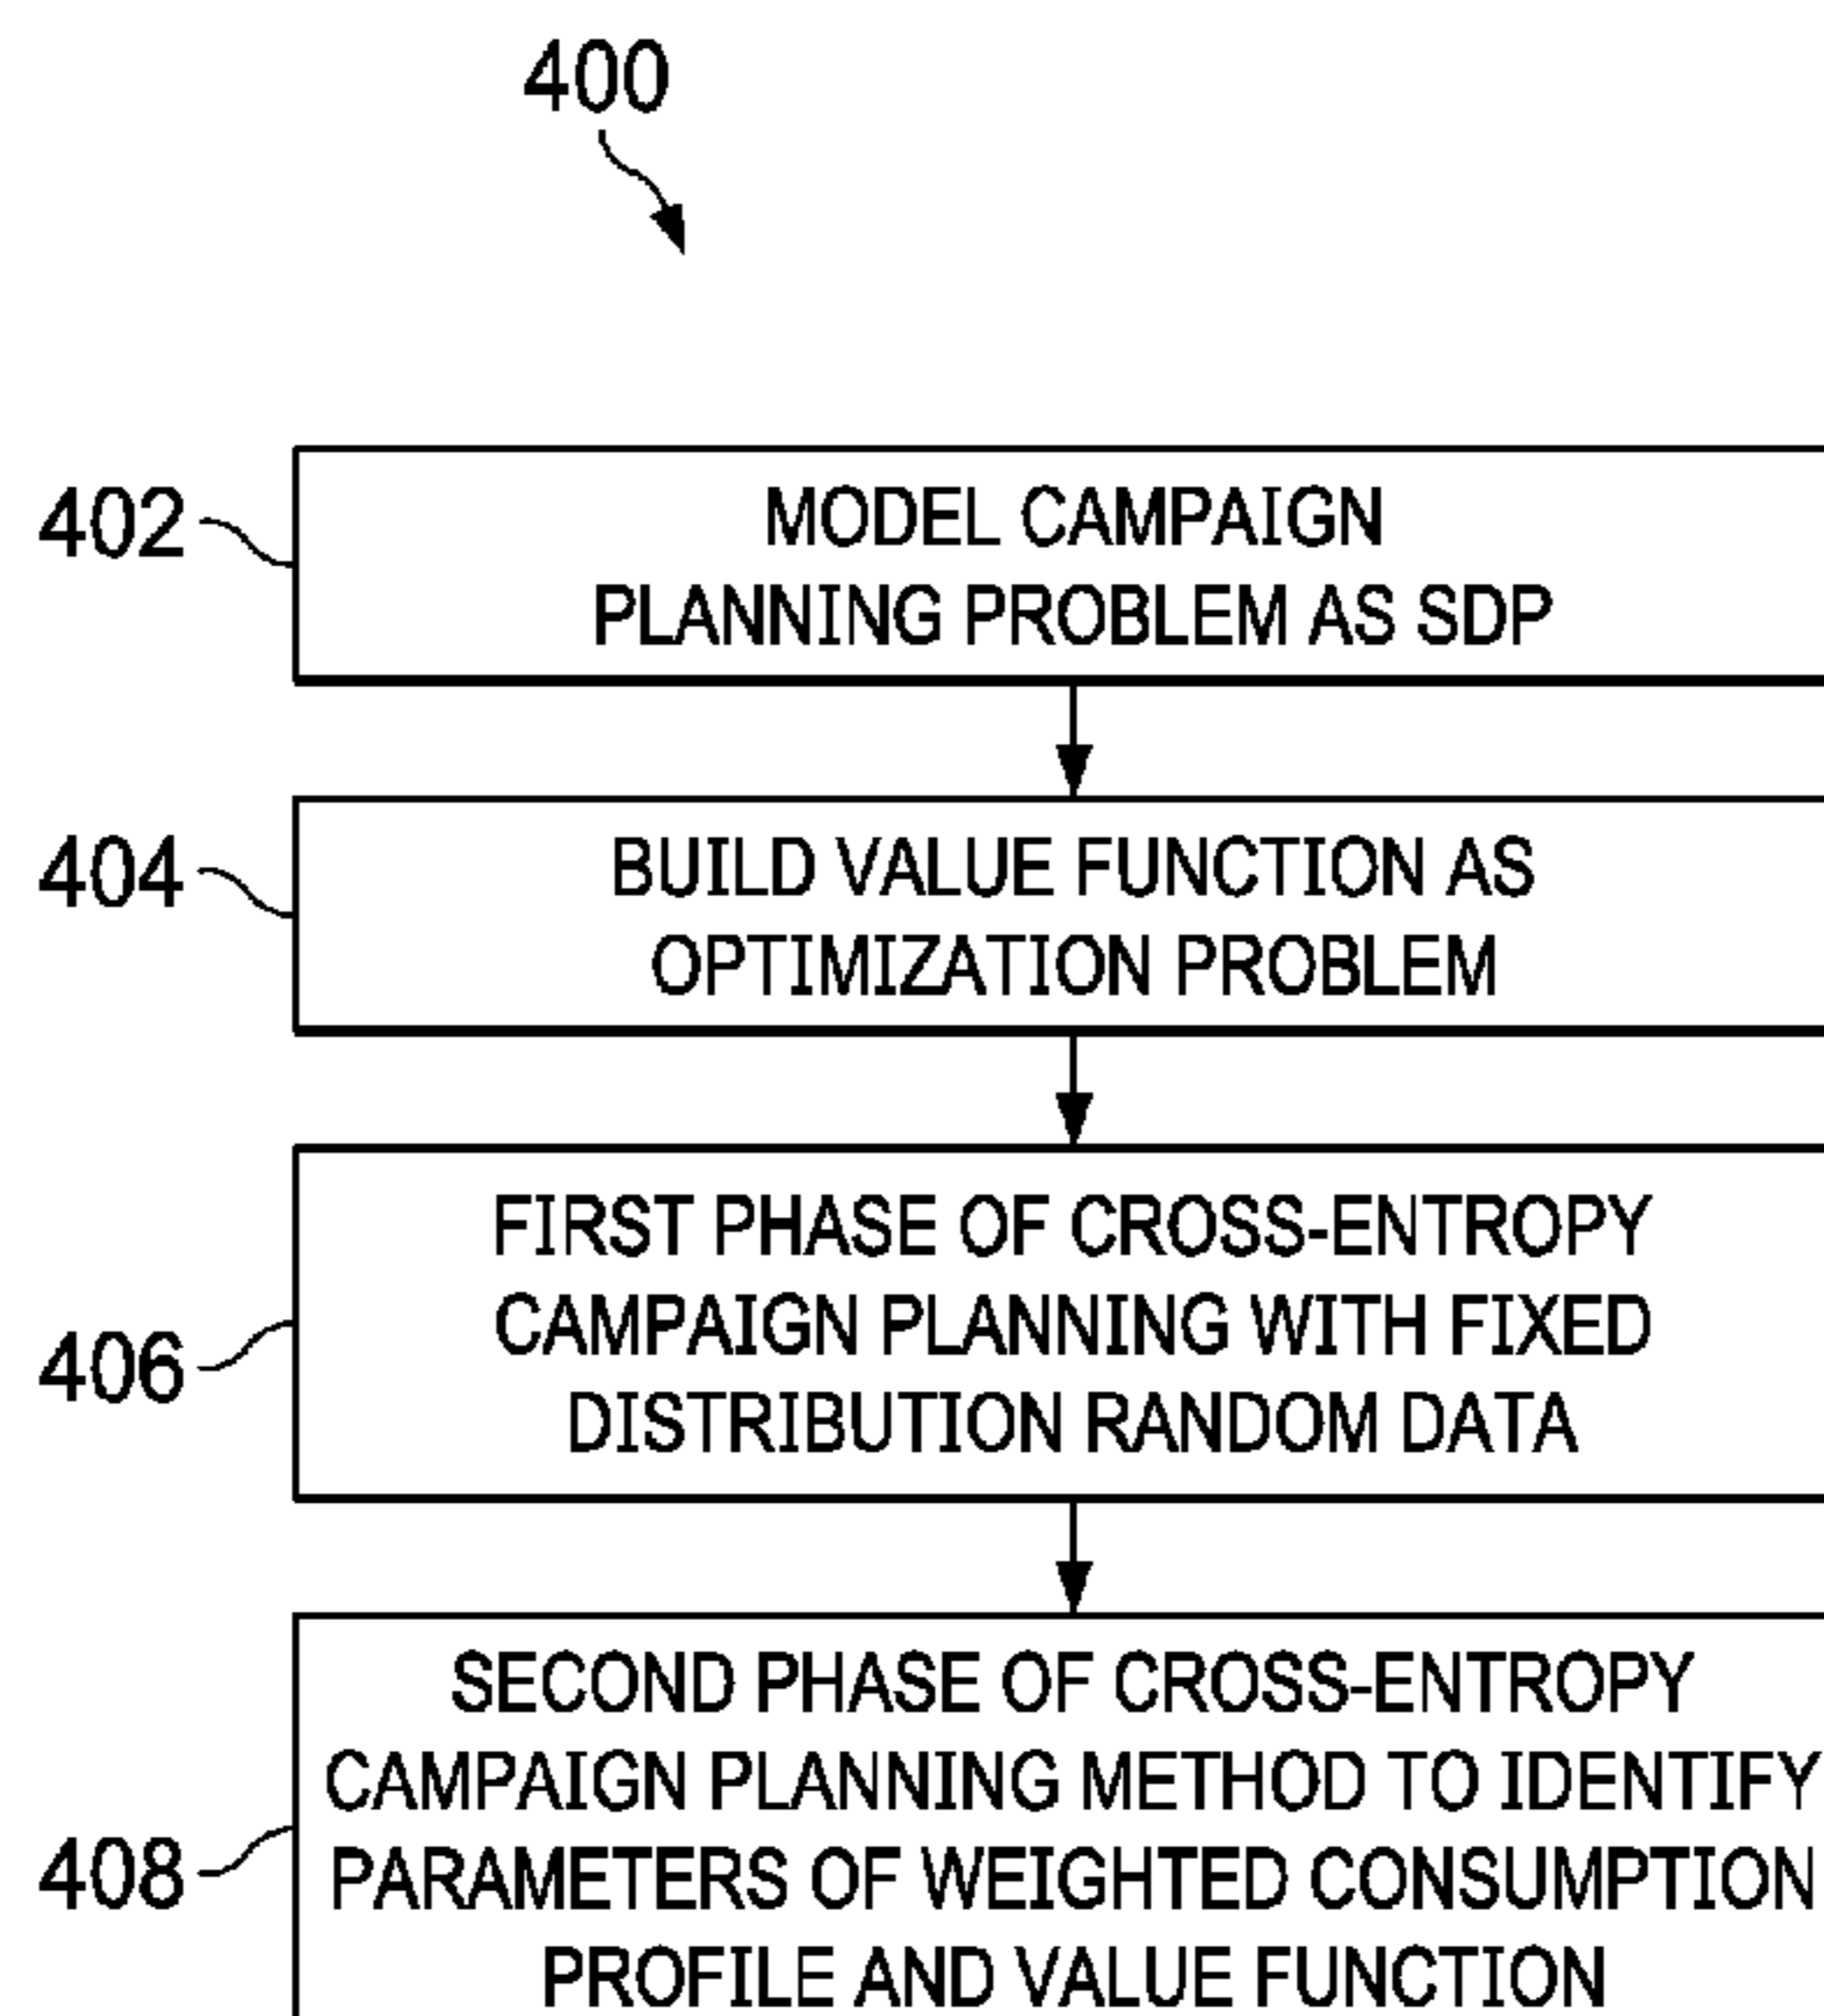 400
402
MODEL CAMPAIGN
PLANNING PROBLEM AS SDP
404
BUILD VALUE FUNCTION AS
OPTIMIZATION PROBLEM
406
FIRST PHASE OF CROSS-ENTROPY
CAMPAIGN PLANNING WITH FIXED
DISTRIBUTION RANDOM DATA
408
SECOND PHASE OF CROSS-ENTROPY
CAMPAIGN PLANNING METHOD TO IDENTIFY
PARAMETERS OF WEIGHTED CONSUMPTION
PROFILE AND VALUE FUNCTION